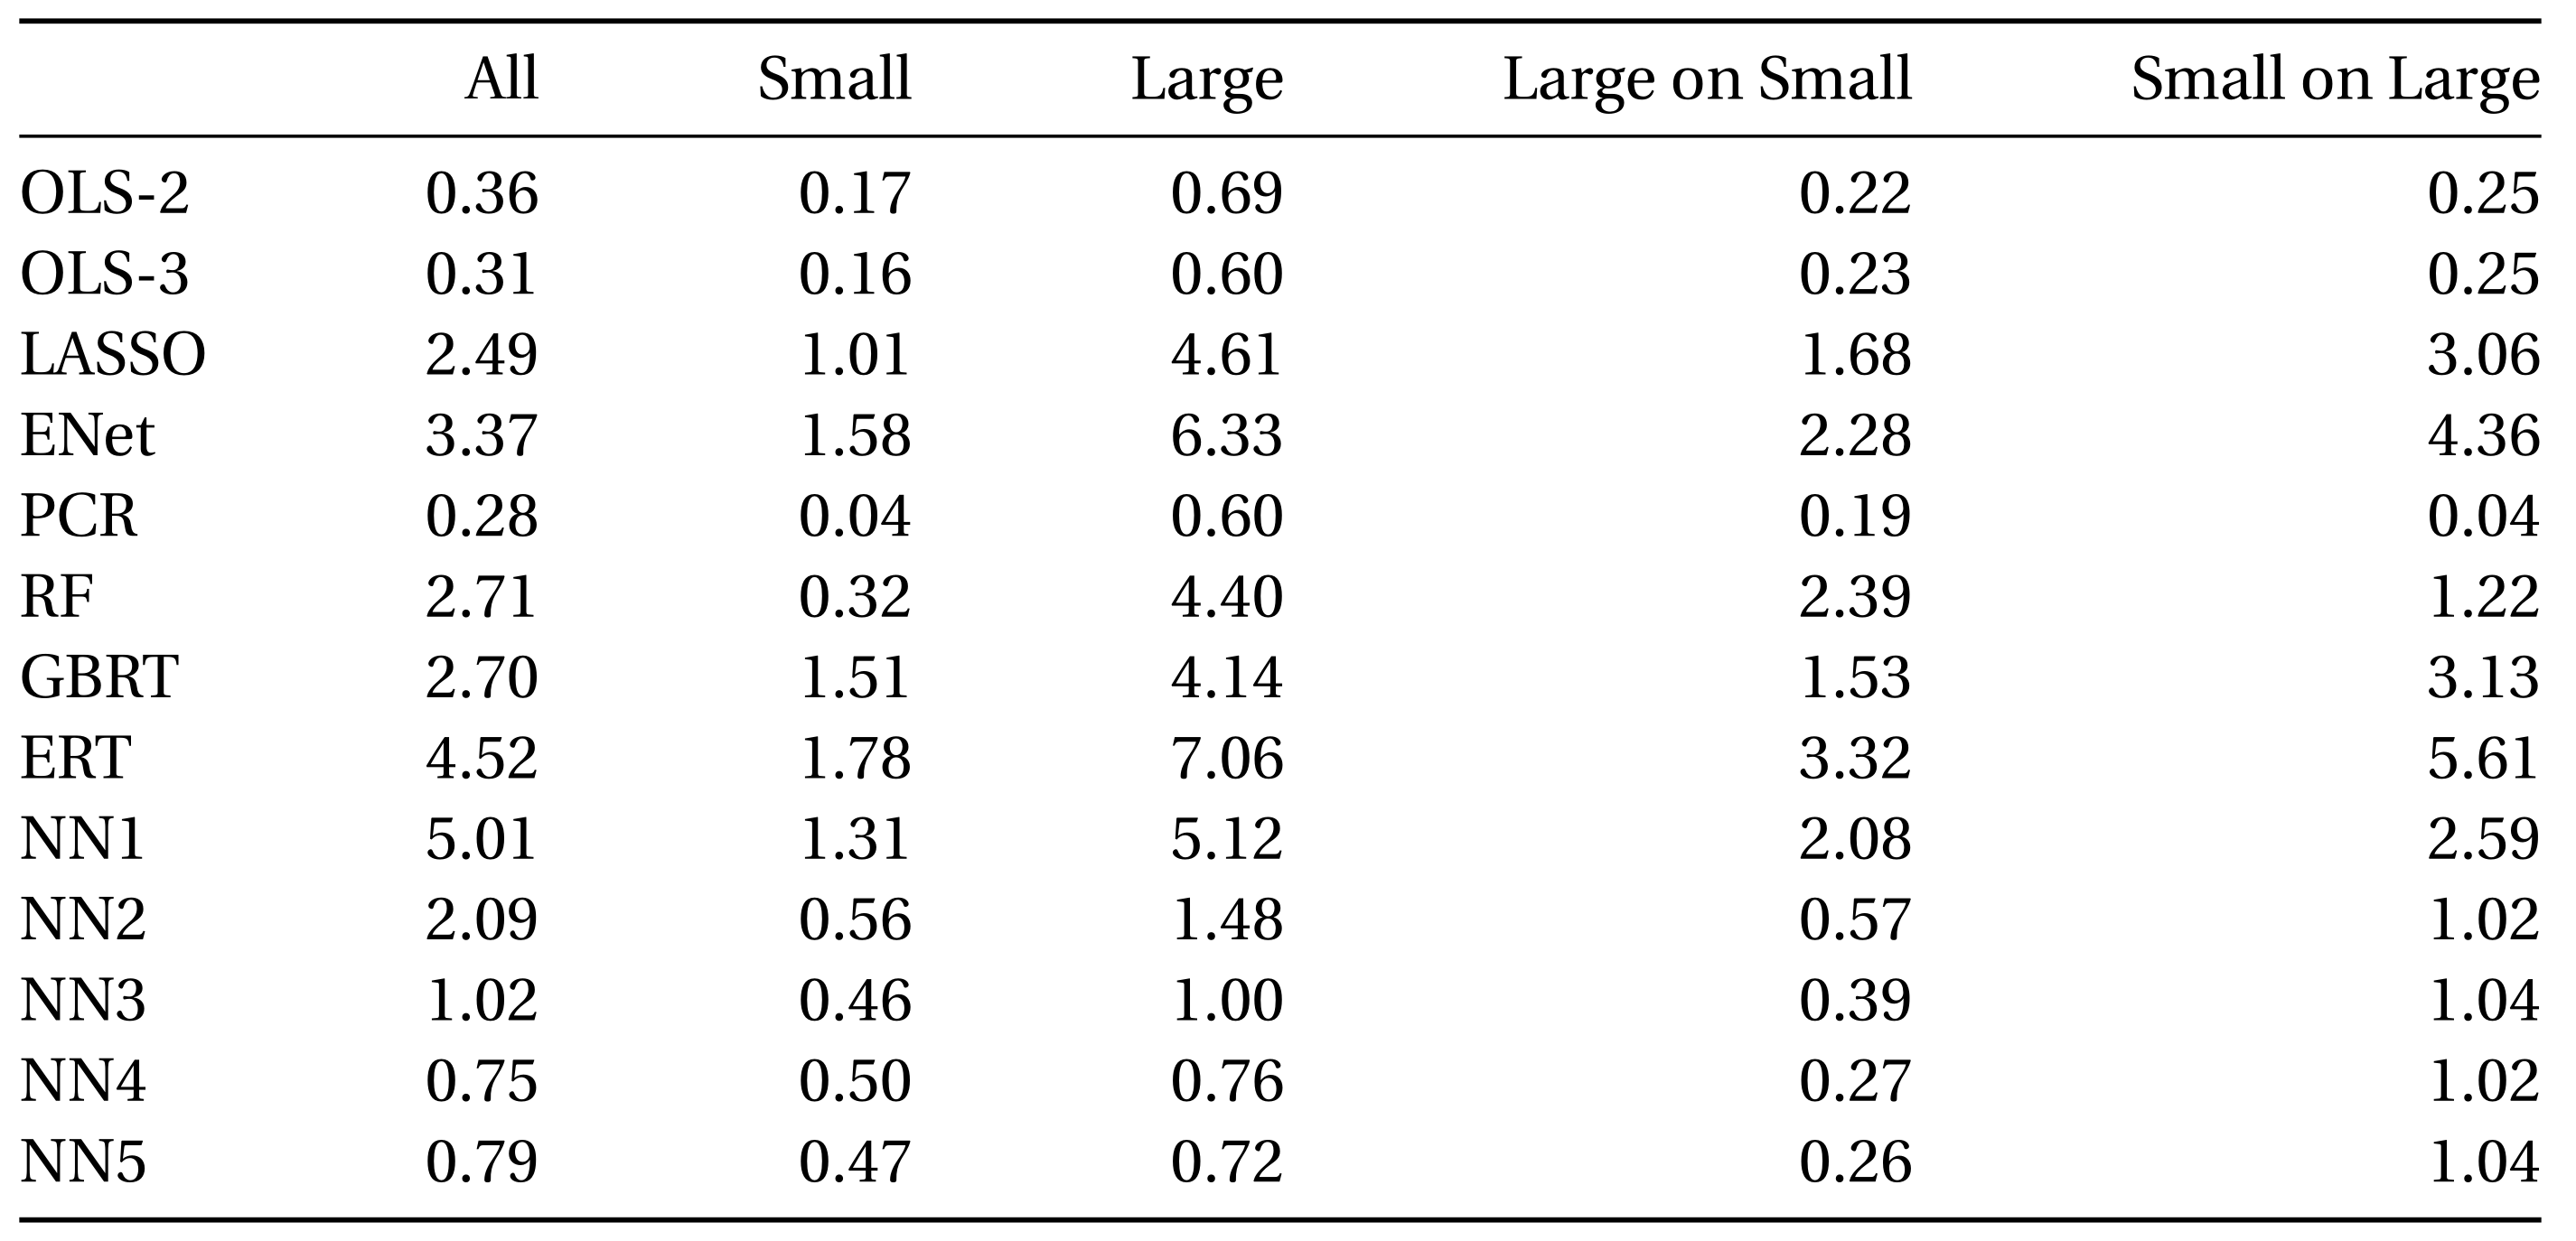 All Small Large Large on Small Small on Large
OLS-2 0.36 0.17 0.69 0.22 0.25
OLS-3 0.31 0.16 0.60 0.23 0.25
LASSO 2.49 1.01 4.61 1.68 3.06
ENet 3.37 1.58 6.33 2.28 4.36
PCR 0.28 0.04 0.60 0.19 0.04
RF 2.71 0.32 4.40 2.39 1.22
GBRT 2.70 1.51 4.14 1.53 3.13
ERT 4.52 1.78 7.06 3.32 5.61
NN1 5.01 1.31 5.12 2.08 2.59
NN2 2.09 0.56 1.48 0.57 1.02
NN3 1.02 0.46 1.00 0.39 1.04
NN4 0.75 0.50 0.76 0.27 1.02
NN5 0.79 0.47 0.72 0.26 1.04